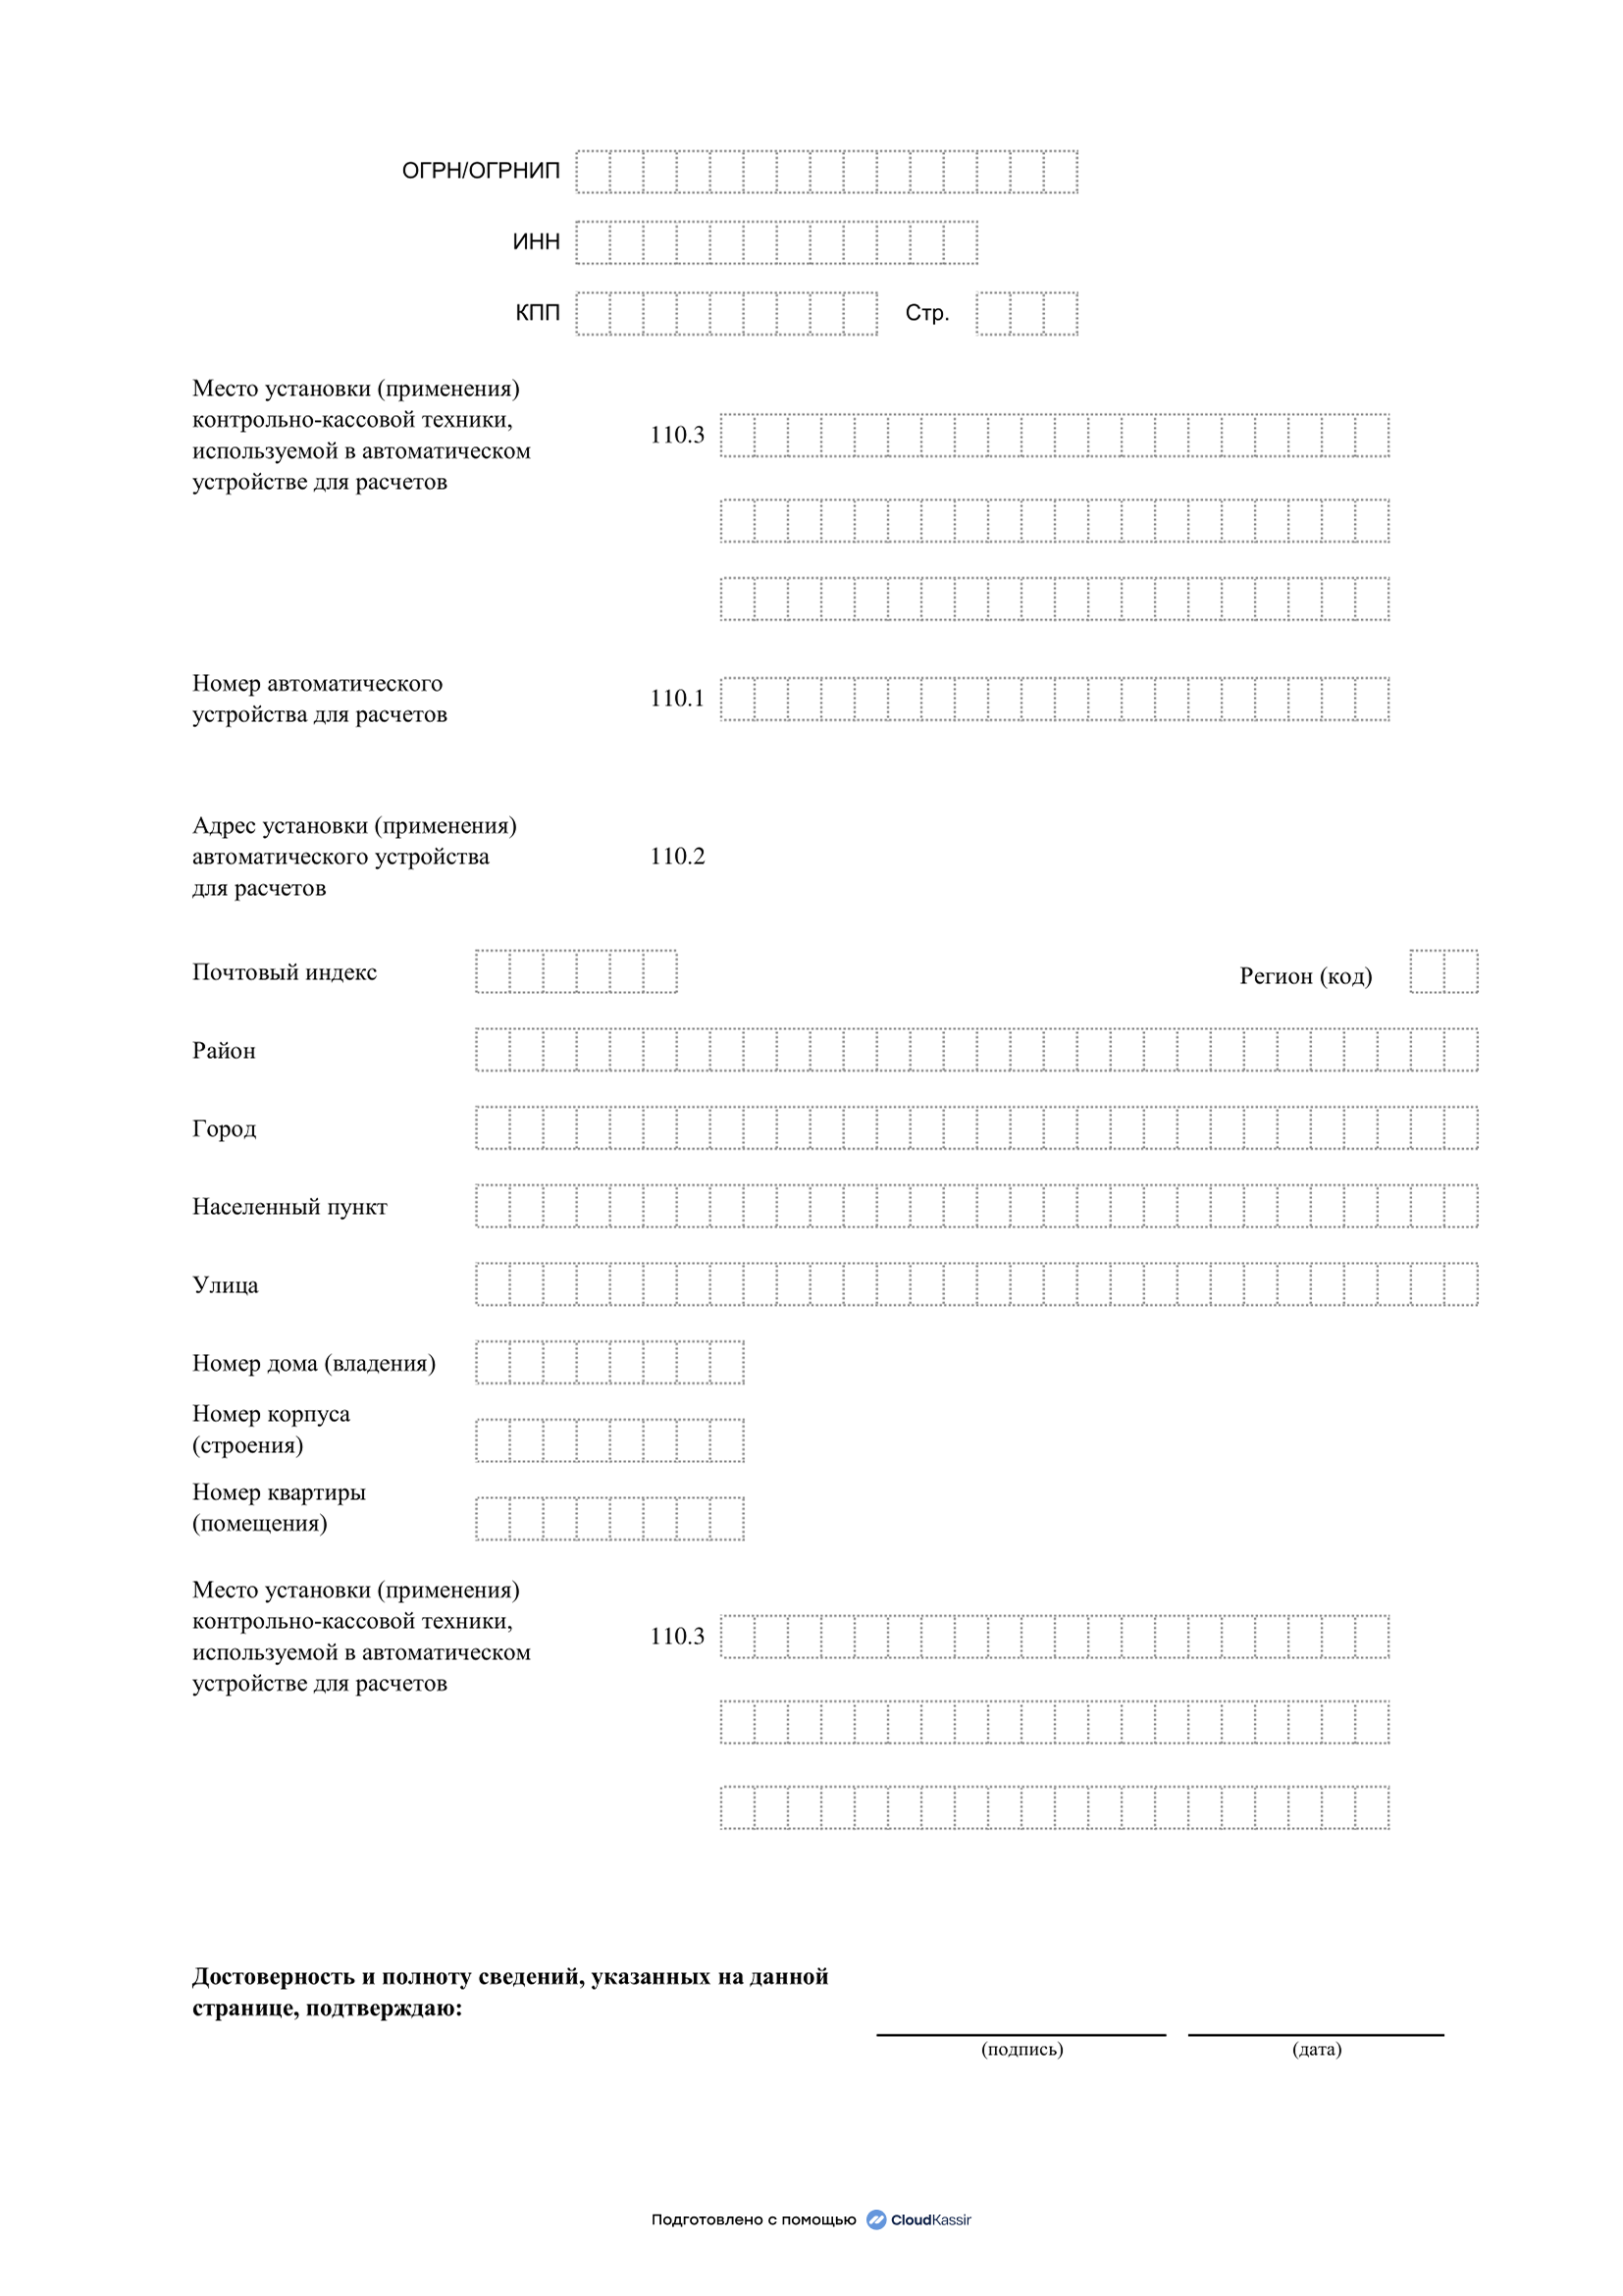 ОГРН/ОГРНИП
ИНН
КПП Стр.
Место установки (применения)
контрольно-кассовой техники,
используемой в автоматическом
устройстве для расчетов
110.3
Номер автоматического
устройства для расчетов
110.1
Адрес установки (применения)
автоматического устройства
для расчетов
110.2
Почтовый индекс Регион (код)
Район
Город
Населенный пункт
Улица
Номер дома (владения)
Номер корпуса
(строения)
Номер квартиры
(помещения)
Место установки (применения)
контрольно-кассовой техники,
используемой в автоматическом
устройстве для расчетов
110.3
Достоверность и полноту сведений, указанных на данной
странице, подтверждаю:
(подпись) (дата)
Подготовлено с помощью CloudKassir